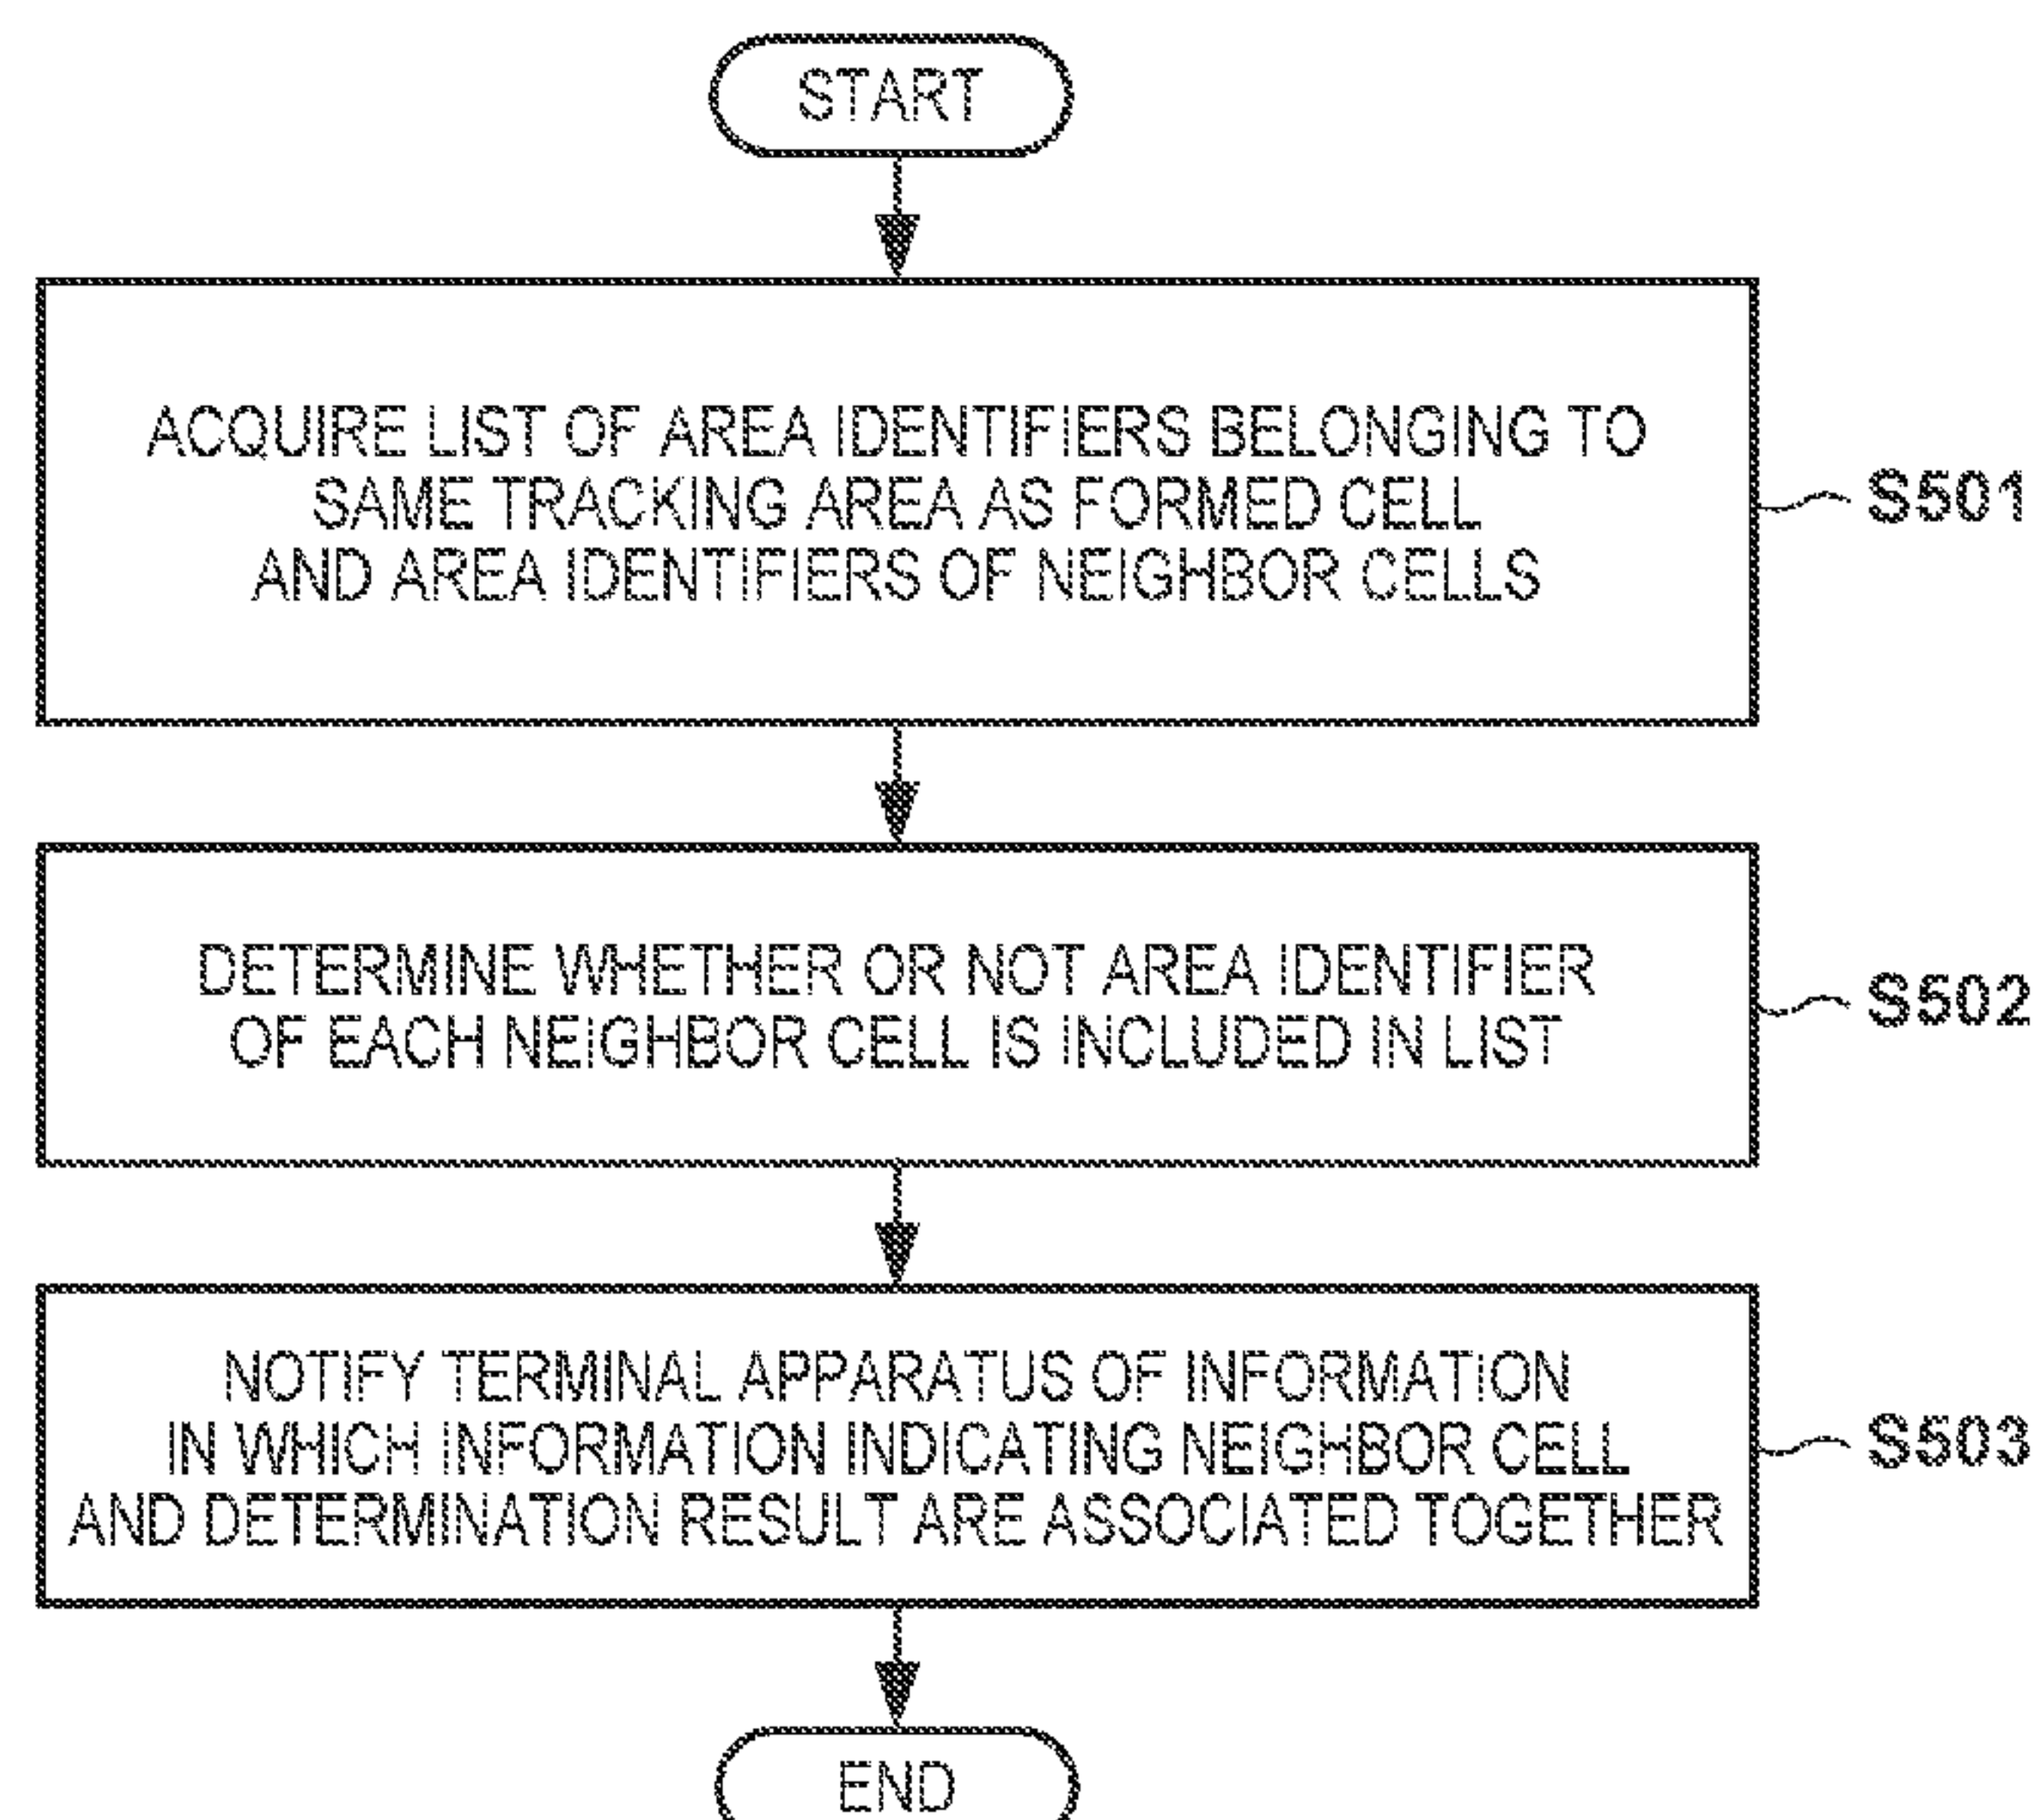 START
ACQUIRE LIST OF AREA IDENTIFIERS BELONGING TO
SAME TRACKING AREA AS FORMED CELL
AND AREA IDENTIFIERS OF NEIGHBOR CELLS
S501
DETERMINE WHETHER OR NOT AREA IDENTIFIER
OF EACH NEIGHBOR CELL IS INCLUDED IN LIST
S502
NOTIFY TERMINAL APPARATUS OF INFORMATION
IN WHICH INFORMATION INDICATING NEIGHBOR CELL
AND DETERMINATION RESULT ARE ASSOCIATED TOGETHER
S503
END